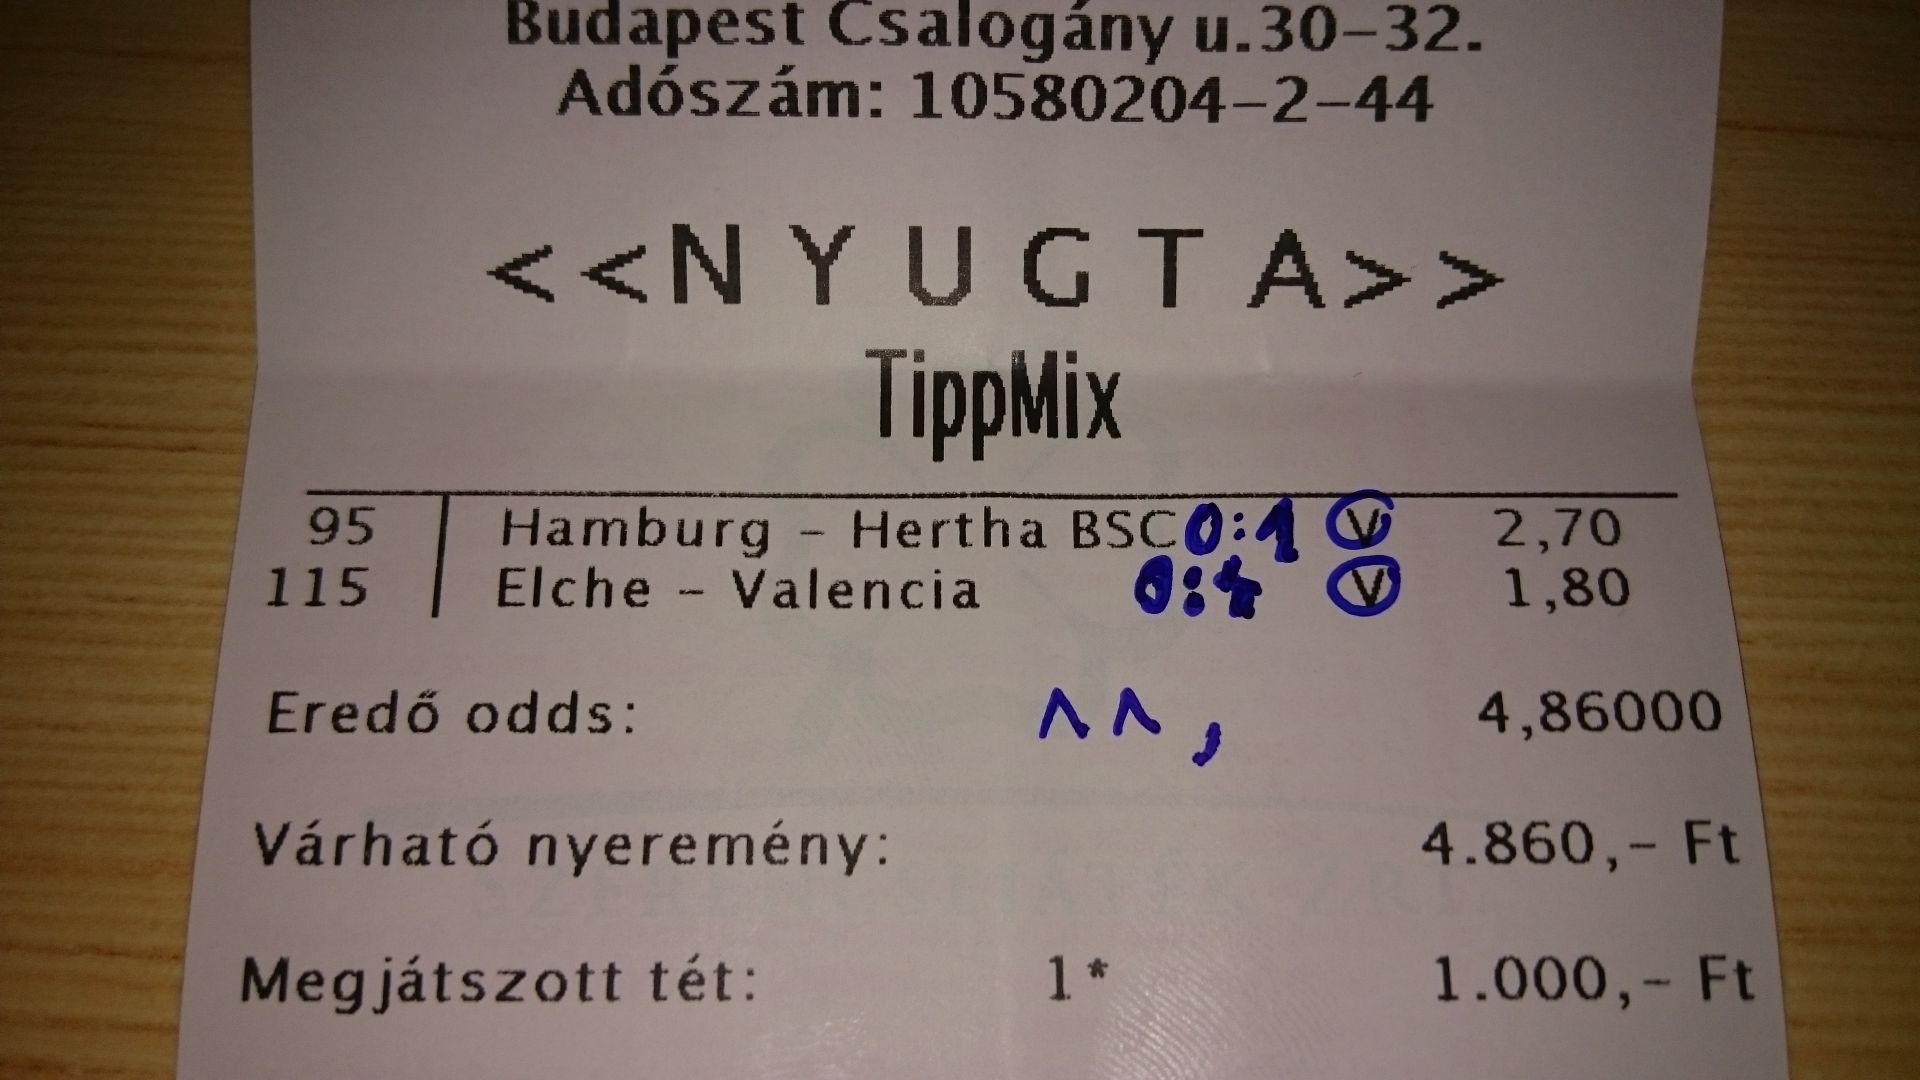 Budapest Csalogány u.30-32.
Adószám: 10580204-2-44
<<NYUGTA>>
TippMix
95 Hamburg - Hertha BSC 0:1 V 2,70
115 Elche - Valencia 0:4 V 1,80
Eredő odds: ^^, 4,86000
Várható nyeremény: 4.860,- Ft
Megjátszott tét: 1* 1.000,- Ft